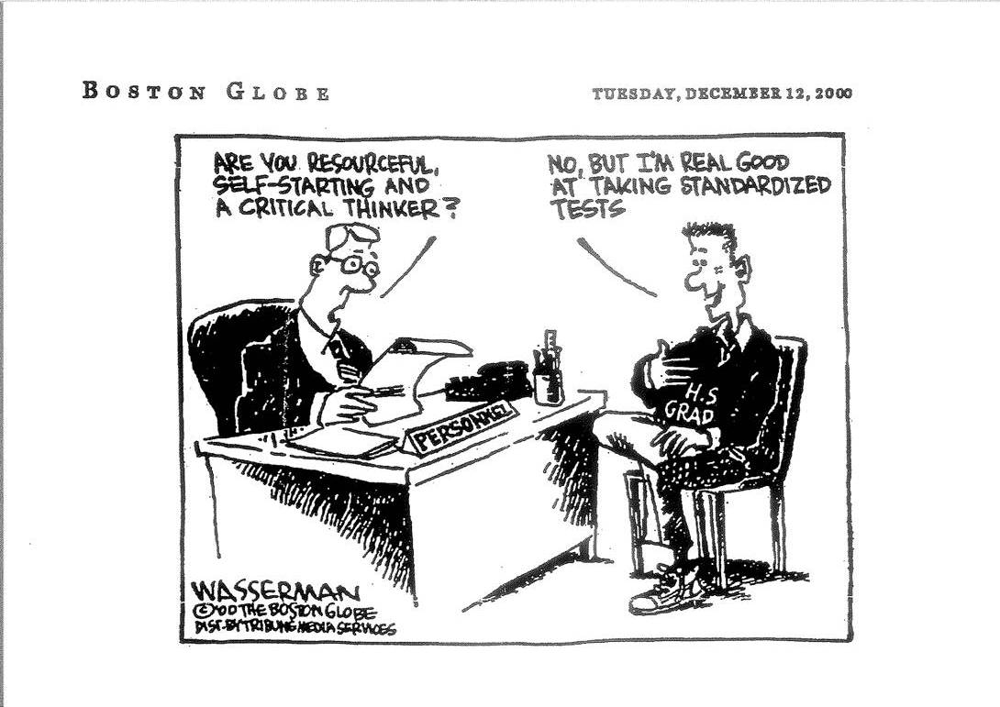 BOSTON GLOBE
TUESDAY, DECEMBER 12, 2000
ARE YOU RESOURCEFUL,
SELF-STARTING AND
A CRITICAL THINKER?
NO, BUT I'M REAL GOOD
AT TAKING STANDARDIZED
TESTS
H.S
GRAD
PERSONNEL
WASSERMAN
©'00 THE BOSTON GLOBE
DIST. BY TRIBUNE MEDIA SERVICES